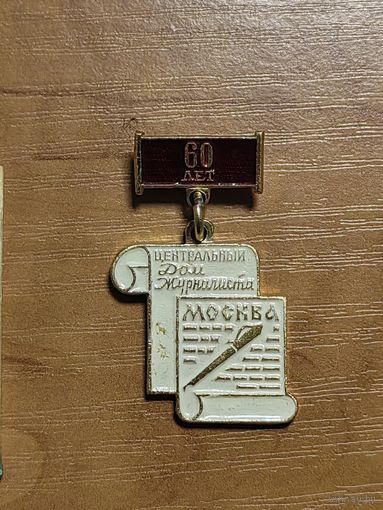 60
ЛЕТ
ЦЕНТРАЛЬНЫЙ
Дом
Журналиста
МОСКВА